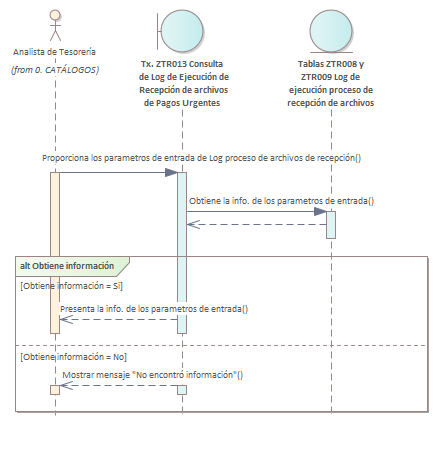 Analista de Tesorería
(from 0. CATÁLOGOS)
Tx. ZTR013 Consulta
de Log de Ejecución de
Recepción de archivos
de Pagos Urgentes
Tablas ZTR008 y
ZTR009 Log de
ejecución proceso de
recepción de archivos
Proporciona los parametros de entrada de Log proceso de archivos de recepción()
Obtiene la info. de los parametros de entrada()
alt Obtiene información
[Obtiene información = Si]
Presenta la info. de los parametros de entrada()
[Obtiene información = No]
Mostrar mensaje "No encontró información"()